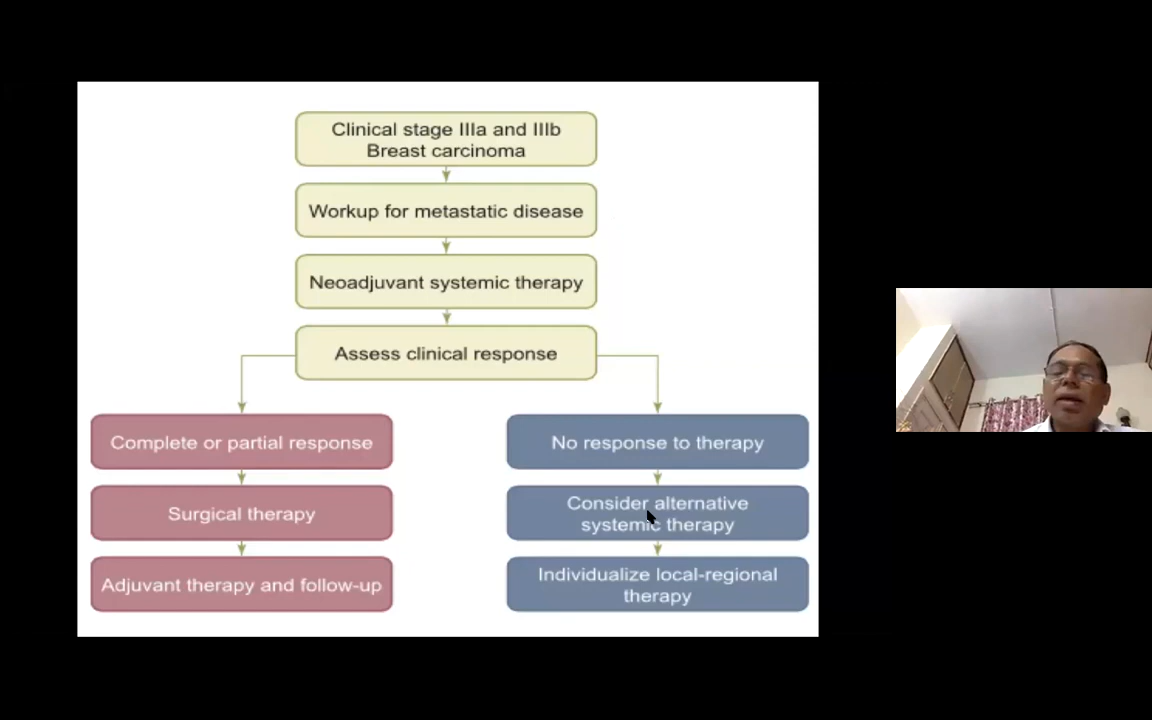 Clinical stage IIIa and IIIb
Breast carcinoma
Workup for metastatic disease
Neoadjuvant systemic therapy
Assess clinical response
Complete or partial response
Surgical therapy
Adjuvant therapy and follow-up
No response to therapy
Consider alternative
systemic therapy
Individualize local-regional
therapy